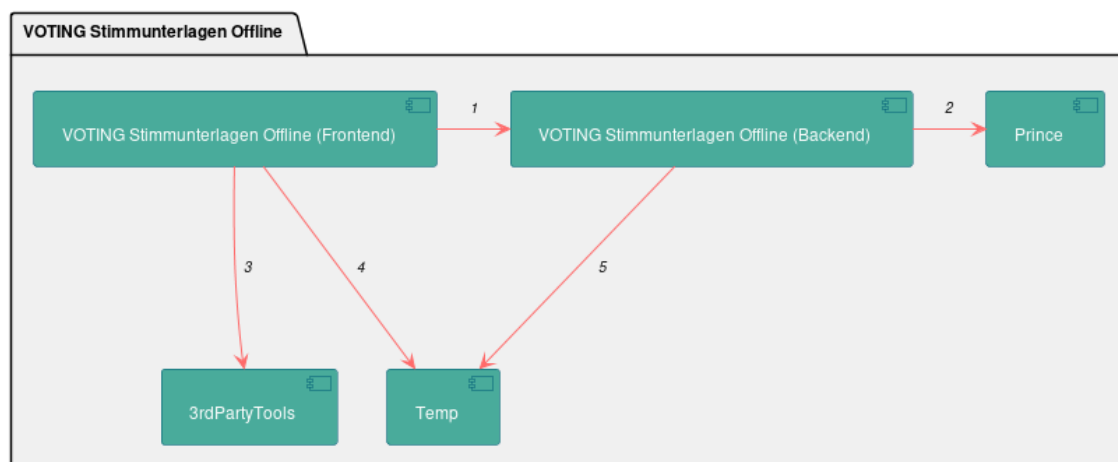 VOTING Stimmunterlagen Offline
VOTING Stimmunterlagen Offline (Frontend)
1
VOTING Stimmunterlagen Offline (Backend)
2
Prince
3
4
5
3rdPartyTools
Temp